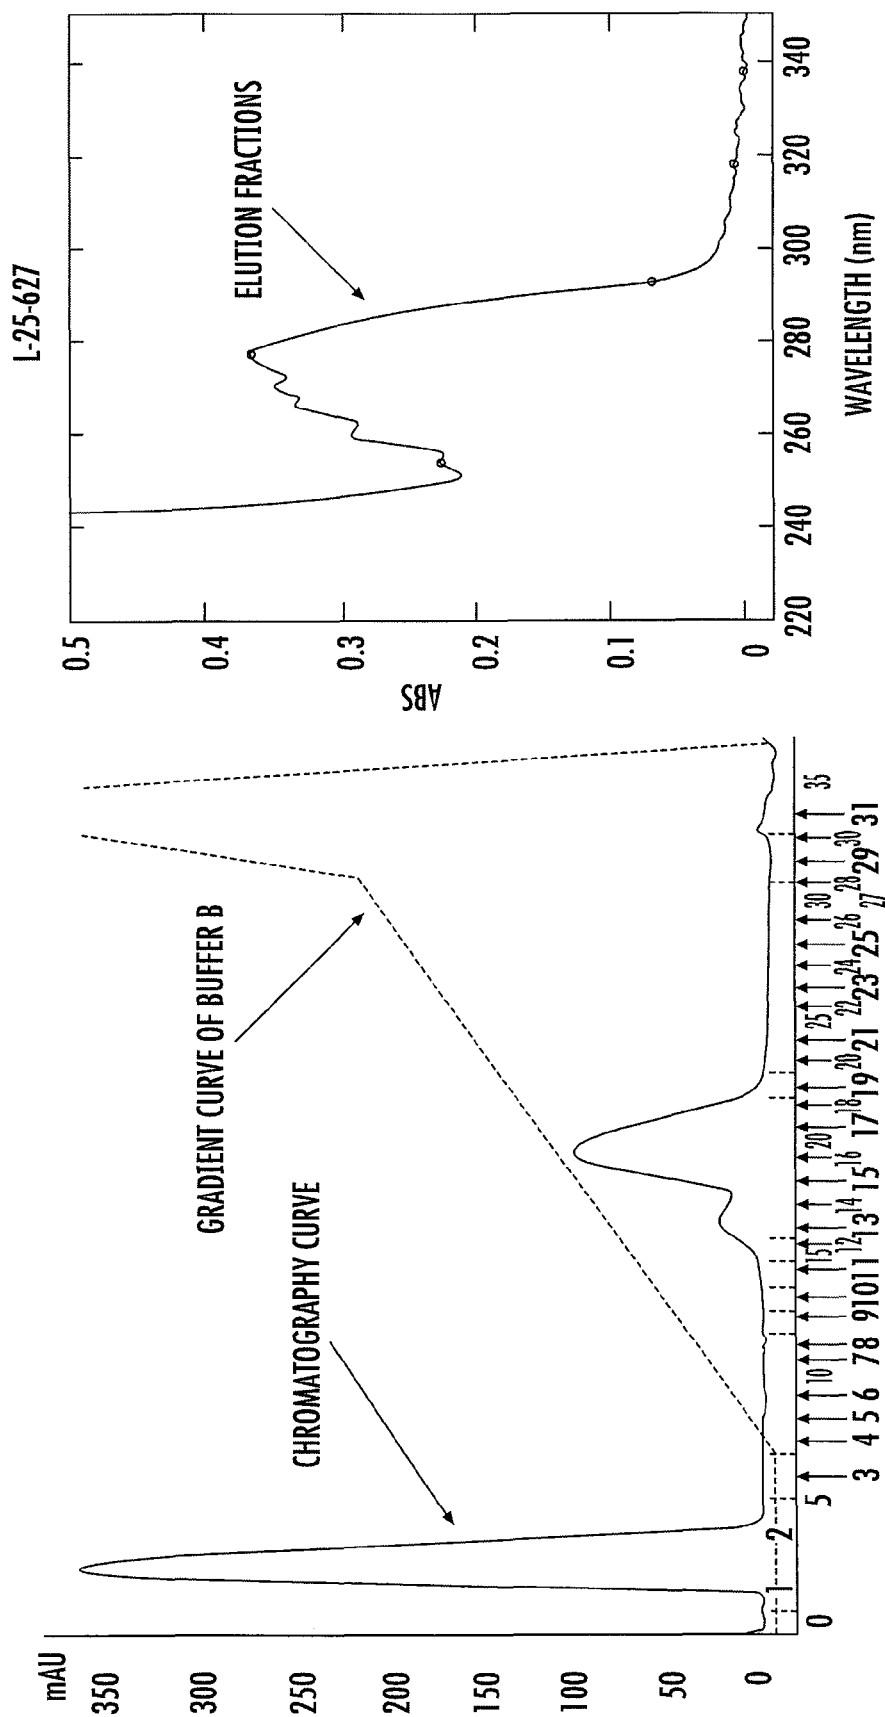 mAU
350
300
250
200
150
100
50
0
CHROMATOGRAPHY CURVE
GRADIENT CURVE OF BUFFER B
1
2
0 5 10 15 20 25 30 35
3 4 5 6 7 8 9 10 11 12 13 14 15 16 17 18 19 20 21 22 23 24 25 26 27 28 29 30 31
L-25-627
ABS
0.5
0.4
0.3
0.2
0.1
0
ELUTION FRACTIONS
220 240 260 280 300 320 340
WAVELENGTH (nm)